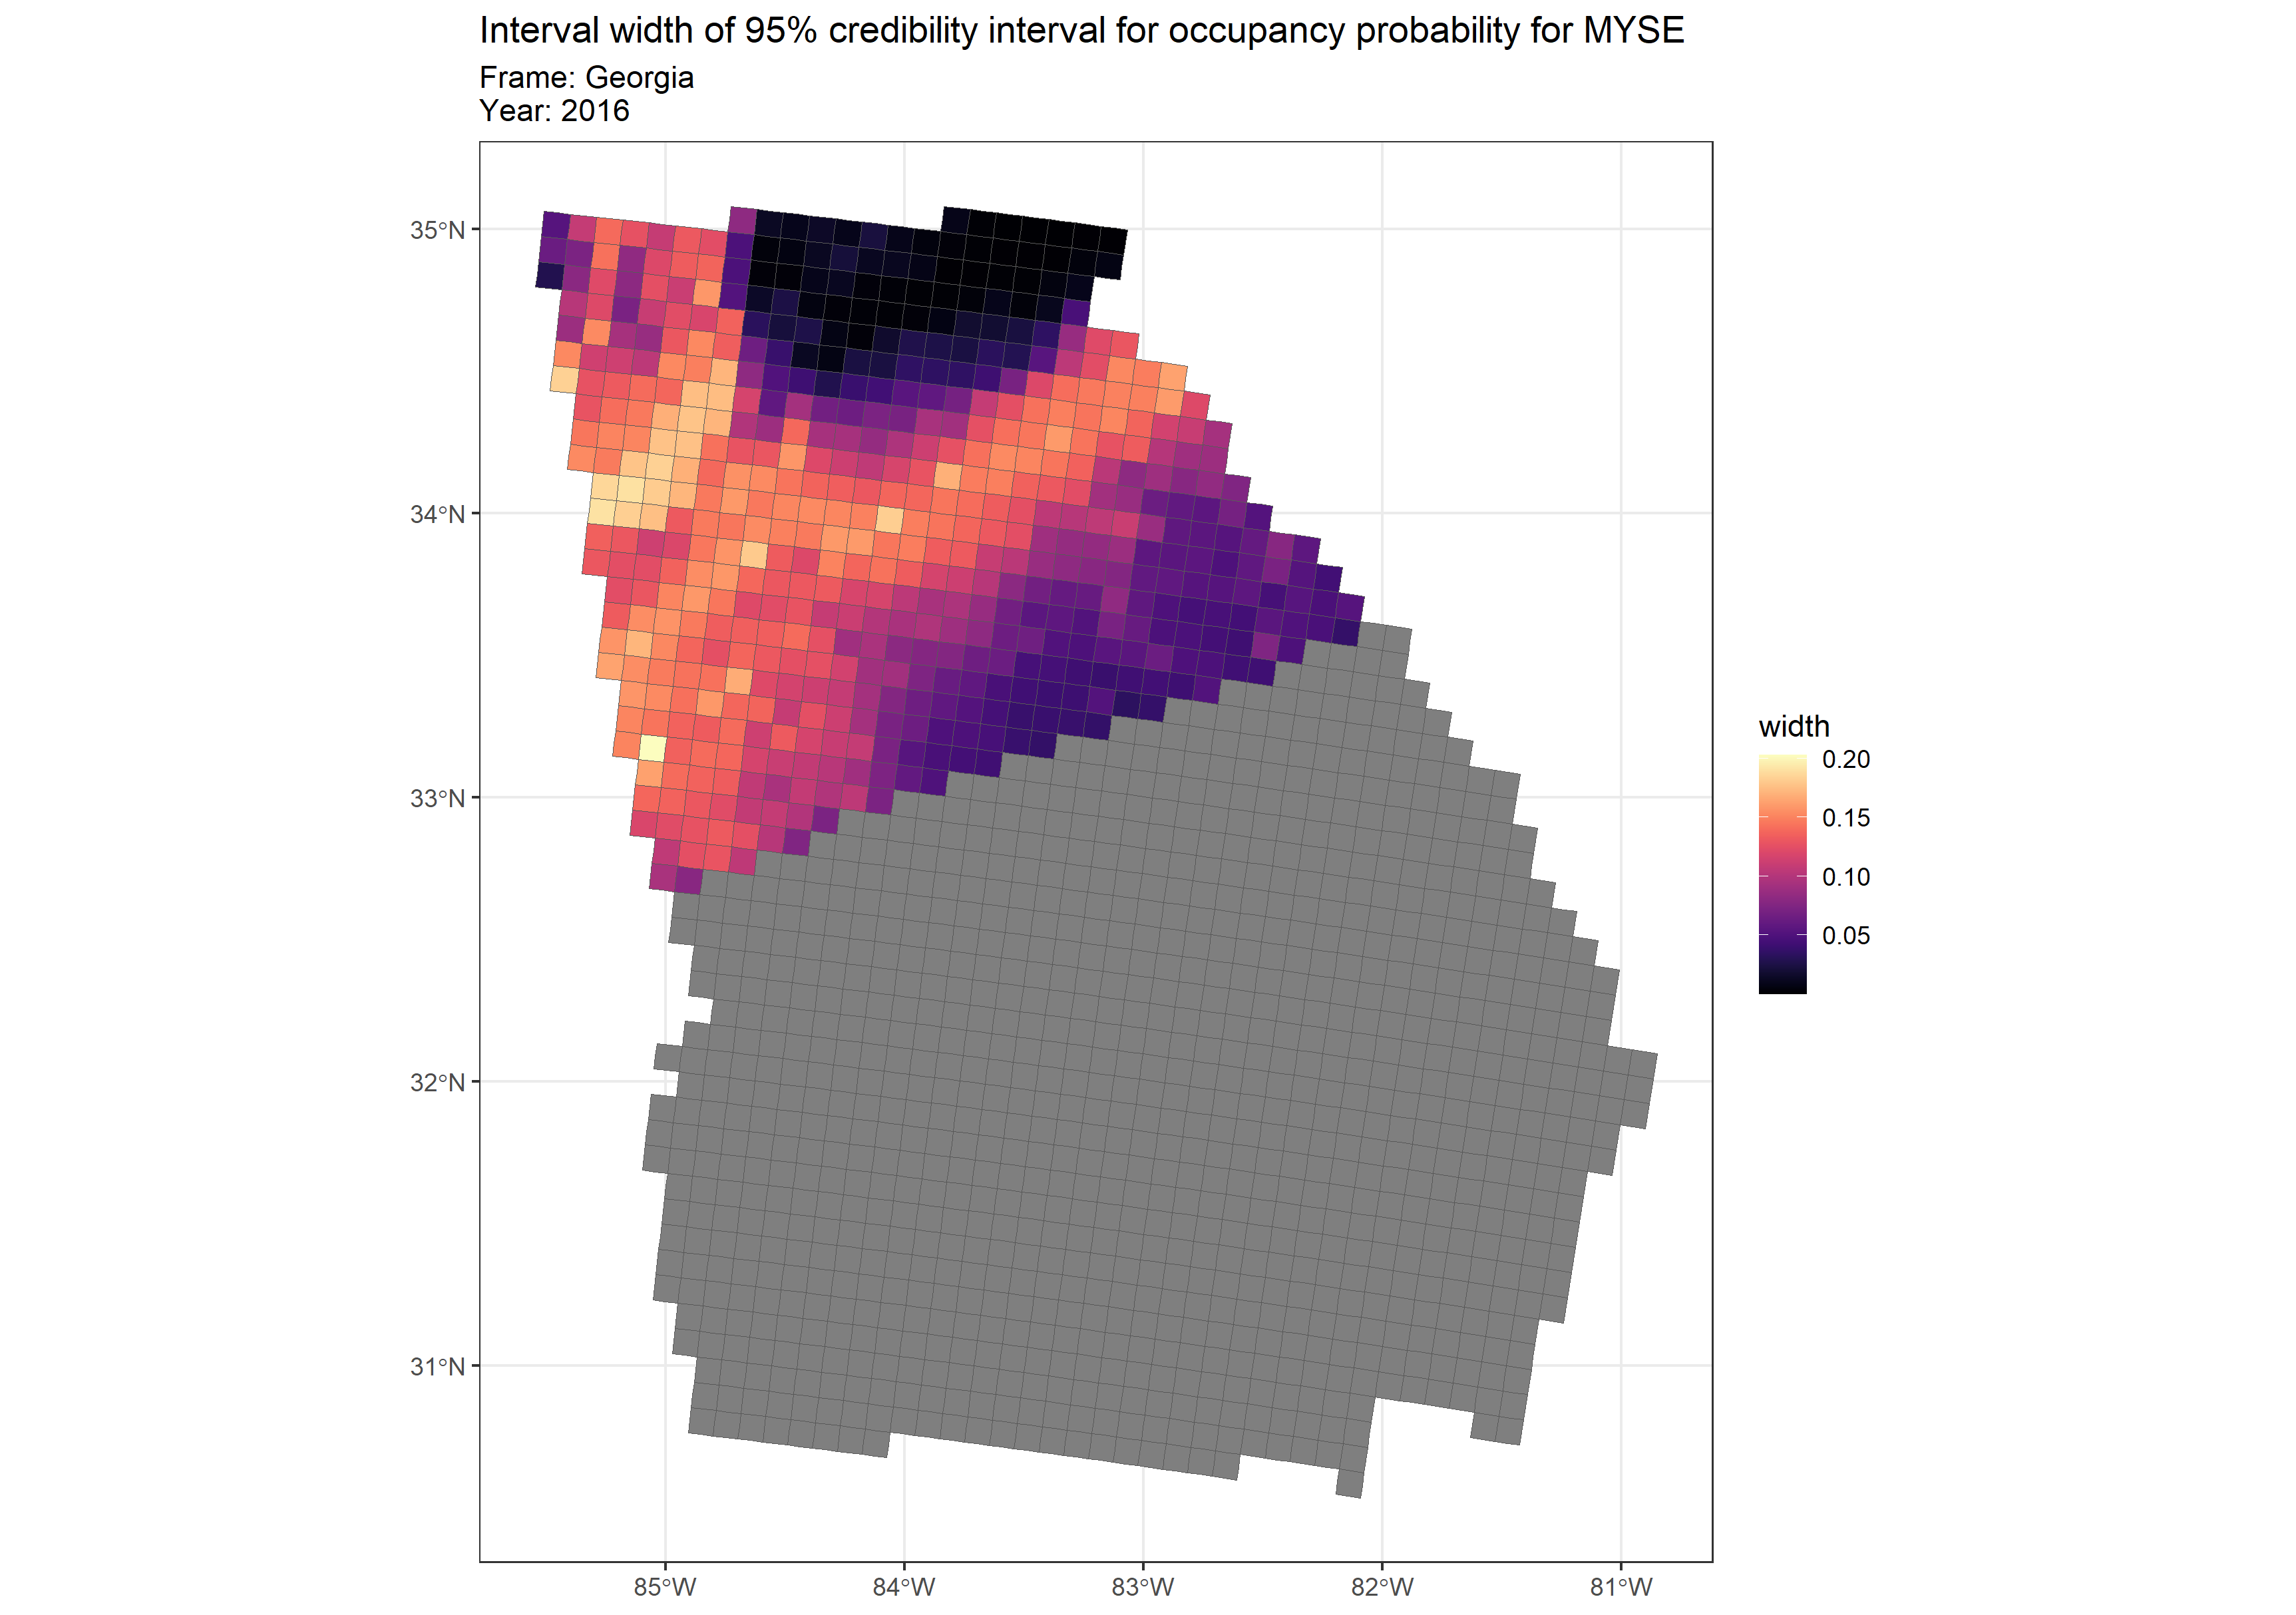 Interval width of 95% credibility interval for occupancy probability for MYSE
Frame: Georgia
Year: 2016
35°N
34°N
33°N
32°N
31°N
85°W
84°W
83°W
82°W
81°W
width
0.20
0.15
0.10
0.05